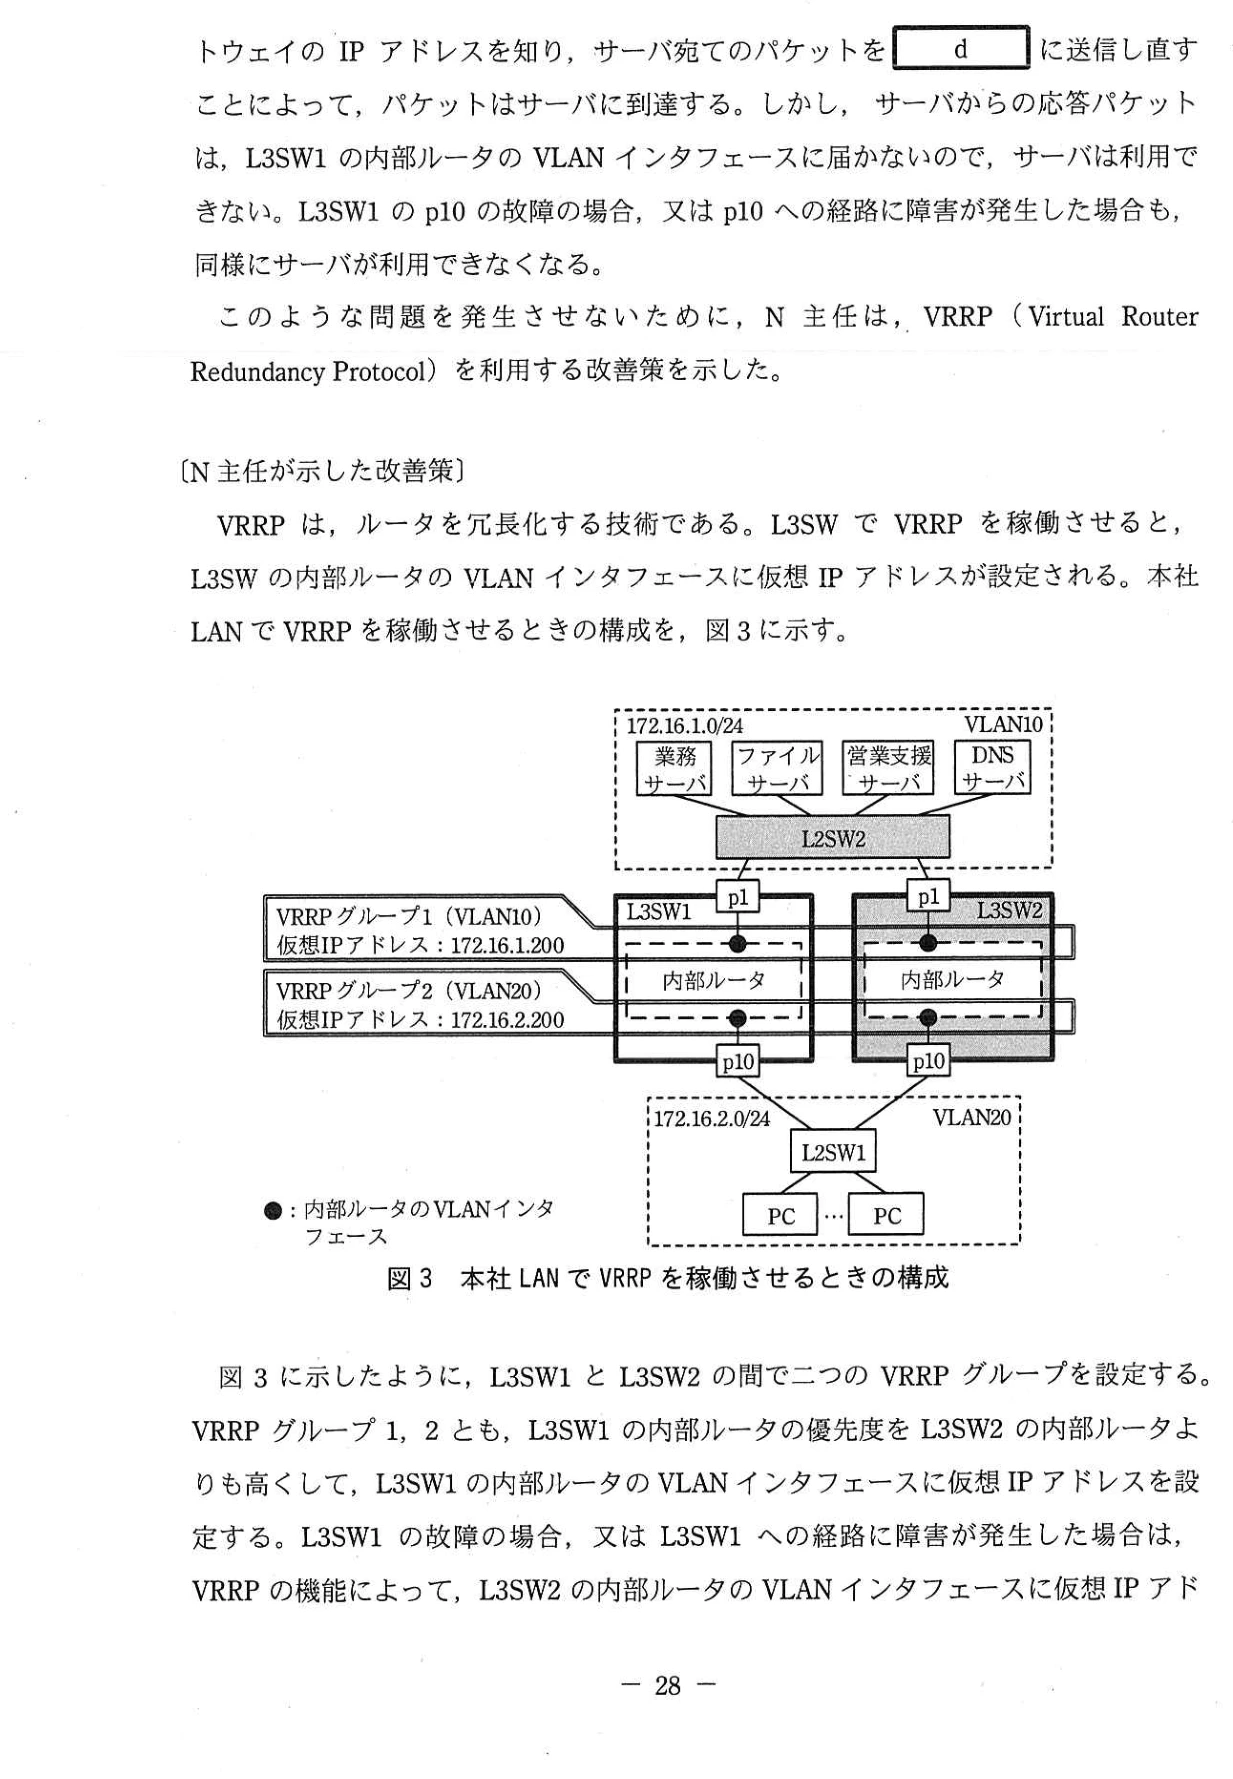 トウェイの IP アドレスを知り，サーバ宛てのパケットを d に送信し直す
ことによって，パケットはサーバに到達する。しかし， サーバからの応答パケット
は，L3SW1 の内部ルータの VLAN インタフェースに届かないので，サーバは利用で
きない。L3SW1 の p10 の故障の場合，又は p10 への経路に障害が発生した場合も，
同様にサーバが利用できなくなる。
このような問題を発生させないために，N 主任は，VRRP（Virtual Router
Redundancy Protocol）を利用する改善策を示した。
〔N 主任が示した改善策〕
VRRP は，ルータを冗長化する技術である。L3SW で VRRP を稼働させると，
L3SW の内部ルータの VLAN インタフェースに仮想 IP アドレスが設定される。本社
LAN で VRRP を稼働させるときの構成を，図 3 に示す。
172.16.1.0/24 VLAN10
業務 ファイル 営業支援 DNS
サーバ サーバ サーバ サーバ
L2SW2
p1 p1
L3SW1 L3SW2
VRRPグループ1（VLAN10）
仮想IPアドレス：172.16.1.200
内部ルータ 内部ルータ
VRRPグループ2（VLAN20）
仮想IPアドレス：172.16.2.200
p10 p10
172.16.2.0/24 VLAN20
L2SW1
PC … PC
●：内部ルータのVLANインタ
フェース
図 3 本社 LAN で VRRP を稼働させるときの構成
図 3 に示したように，L3SW1 と L3SW2 の間で二つの VRRP グループを設定する。
VRRP グループ 1，2 とも，L3SW1 の内部ルータの優先度を L3SW2 の内部ルータよ
りも高くして，L3SW1 の内部ルータの VLAN インタフェースに仮想 IP アドレスを設
定する。L3SW1 の故障の場合，又は L3SW1 への経路に障害が発生した場合は，
VRRP の機能によって，L3SW2 の内部ルータの VLAN インタフェースに仮想 IP アド
－ 28 －